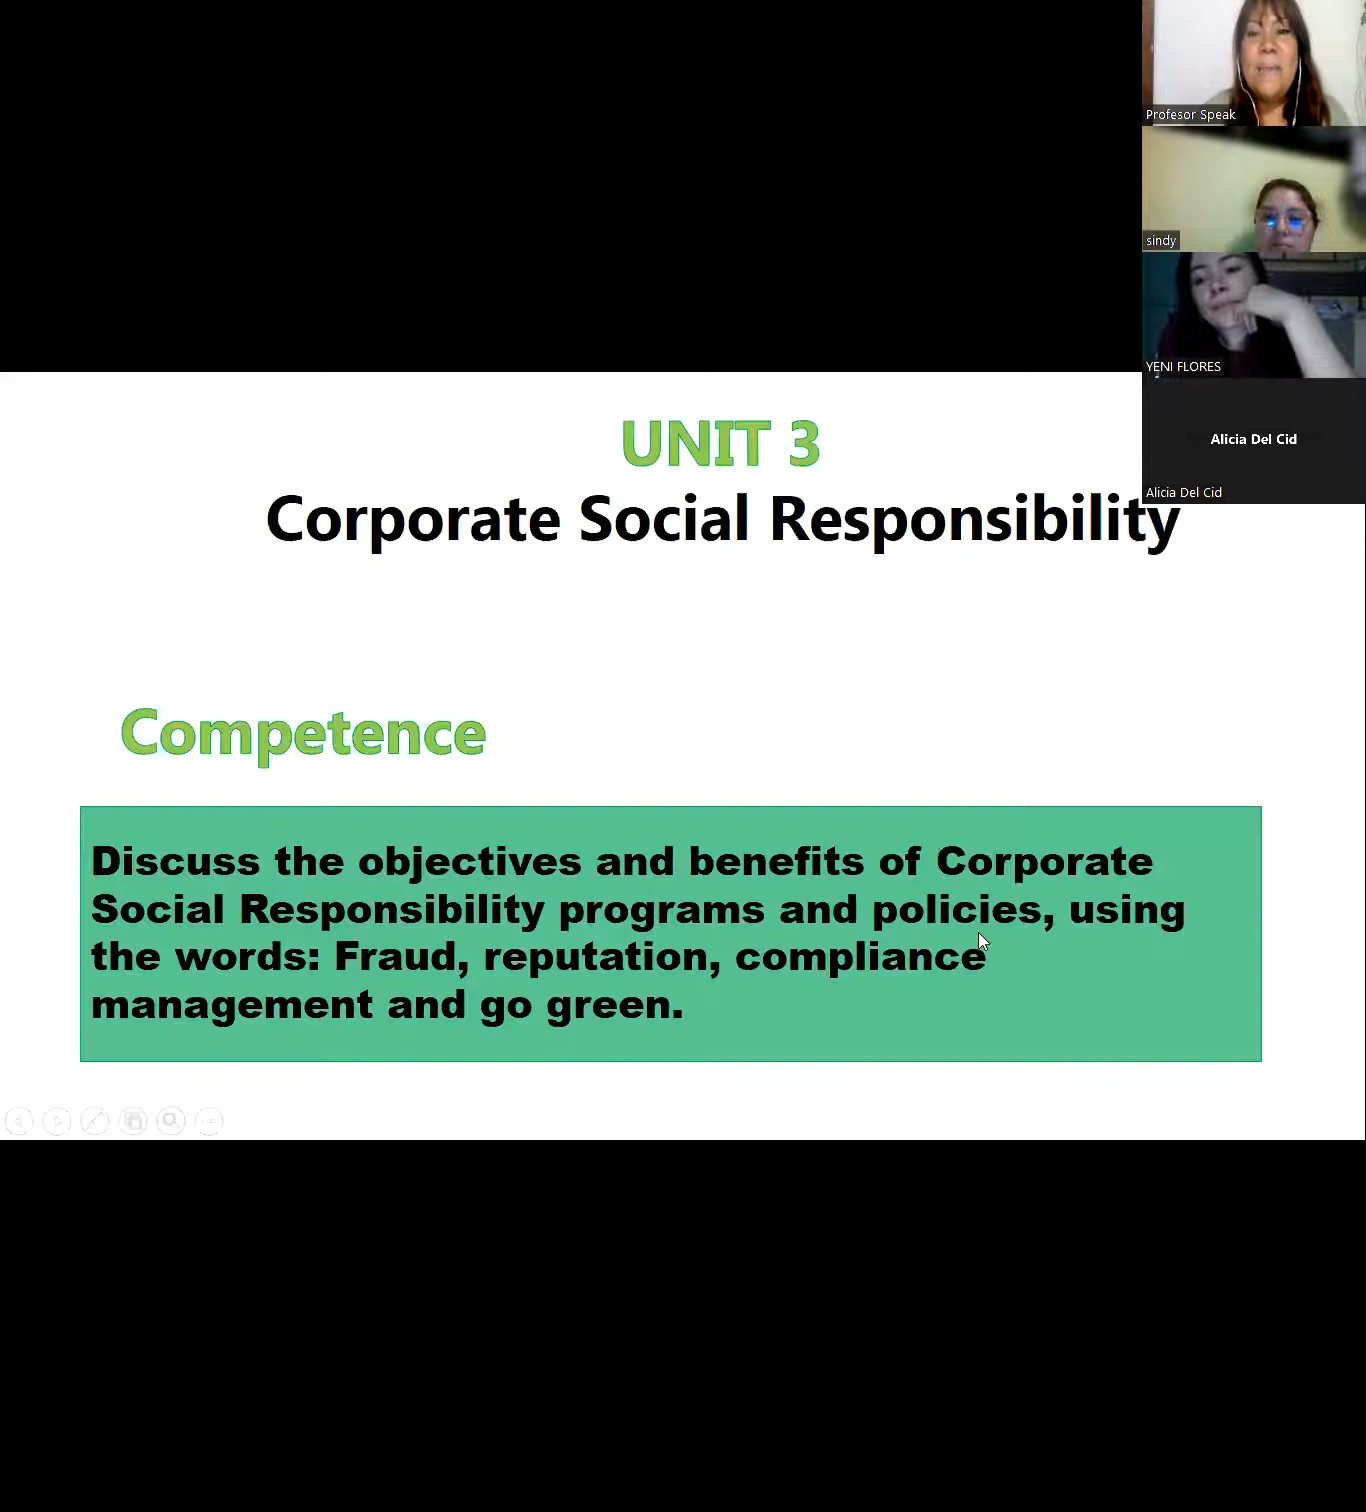 Profesor Speak
sindy
YENI FLORES
Alicia Del Cid
Alicia Del Cid
UNIT 3
Corporate Social Responsibility
Competence
Discuss the objectives and benefits of Corporate
Social Responsibility programs and policies, using
the words: Fraud, reputation, compliance
management and go green.